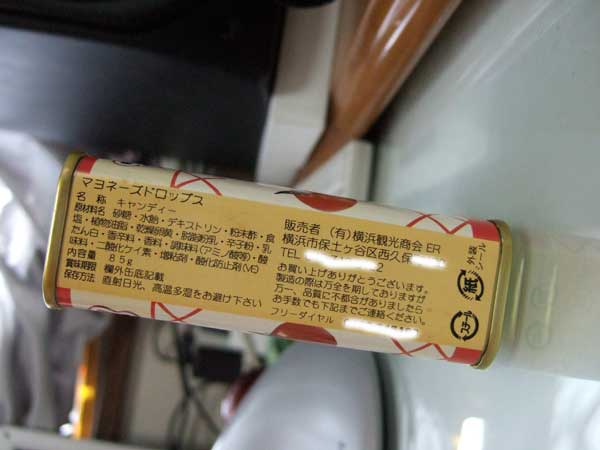 マヨネーズドロップス
名 称 キャンディー
原材料名 砂糖・水飴・デキストリン・粉末酢・食
塩・植物油脂・乾燥卵黄・脱脂粉乳・辛子粉・乳
たん白・香辛料・香料・調味料(アミノ酸等)・酸
味料・二酸化ケイ素・増粘剤・酸化防止剤(VE)
内容量 85g
賞味期限 欄外缶底記載
保存方法 直射日光、高温多湿をお避け下さい
販売者 (有)横浜観光商会 ER
横浜市保土ヶ谷区西久保
TEL 2
お買い上げありがとうございます。
製造の際は万全を期しておりますが
万一、品質に不都合がありましたら
お手数でも下記までご連絡ください。
フリーダイヤル
外装
シール
紙
スチール